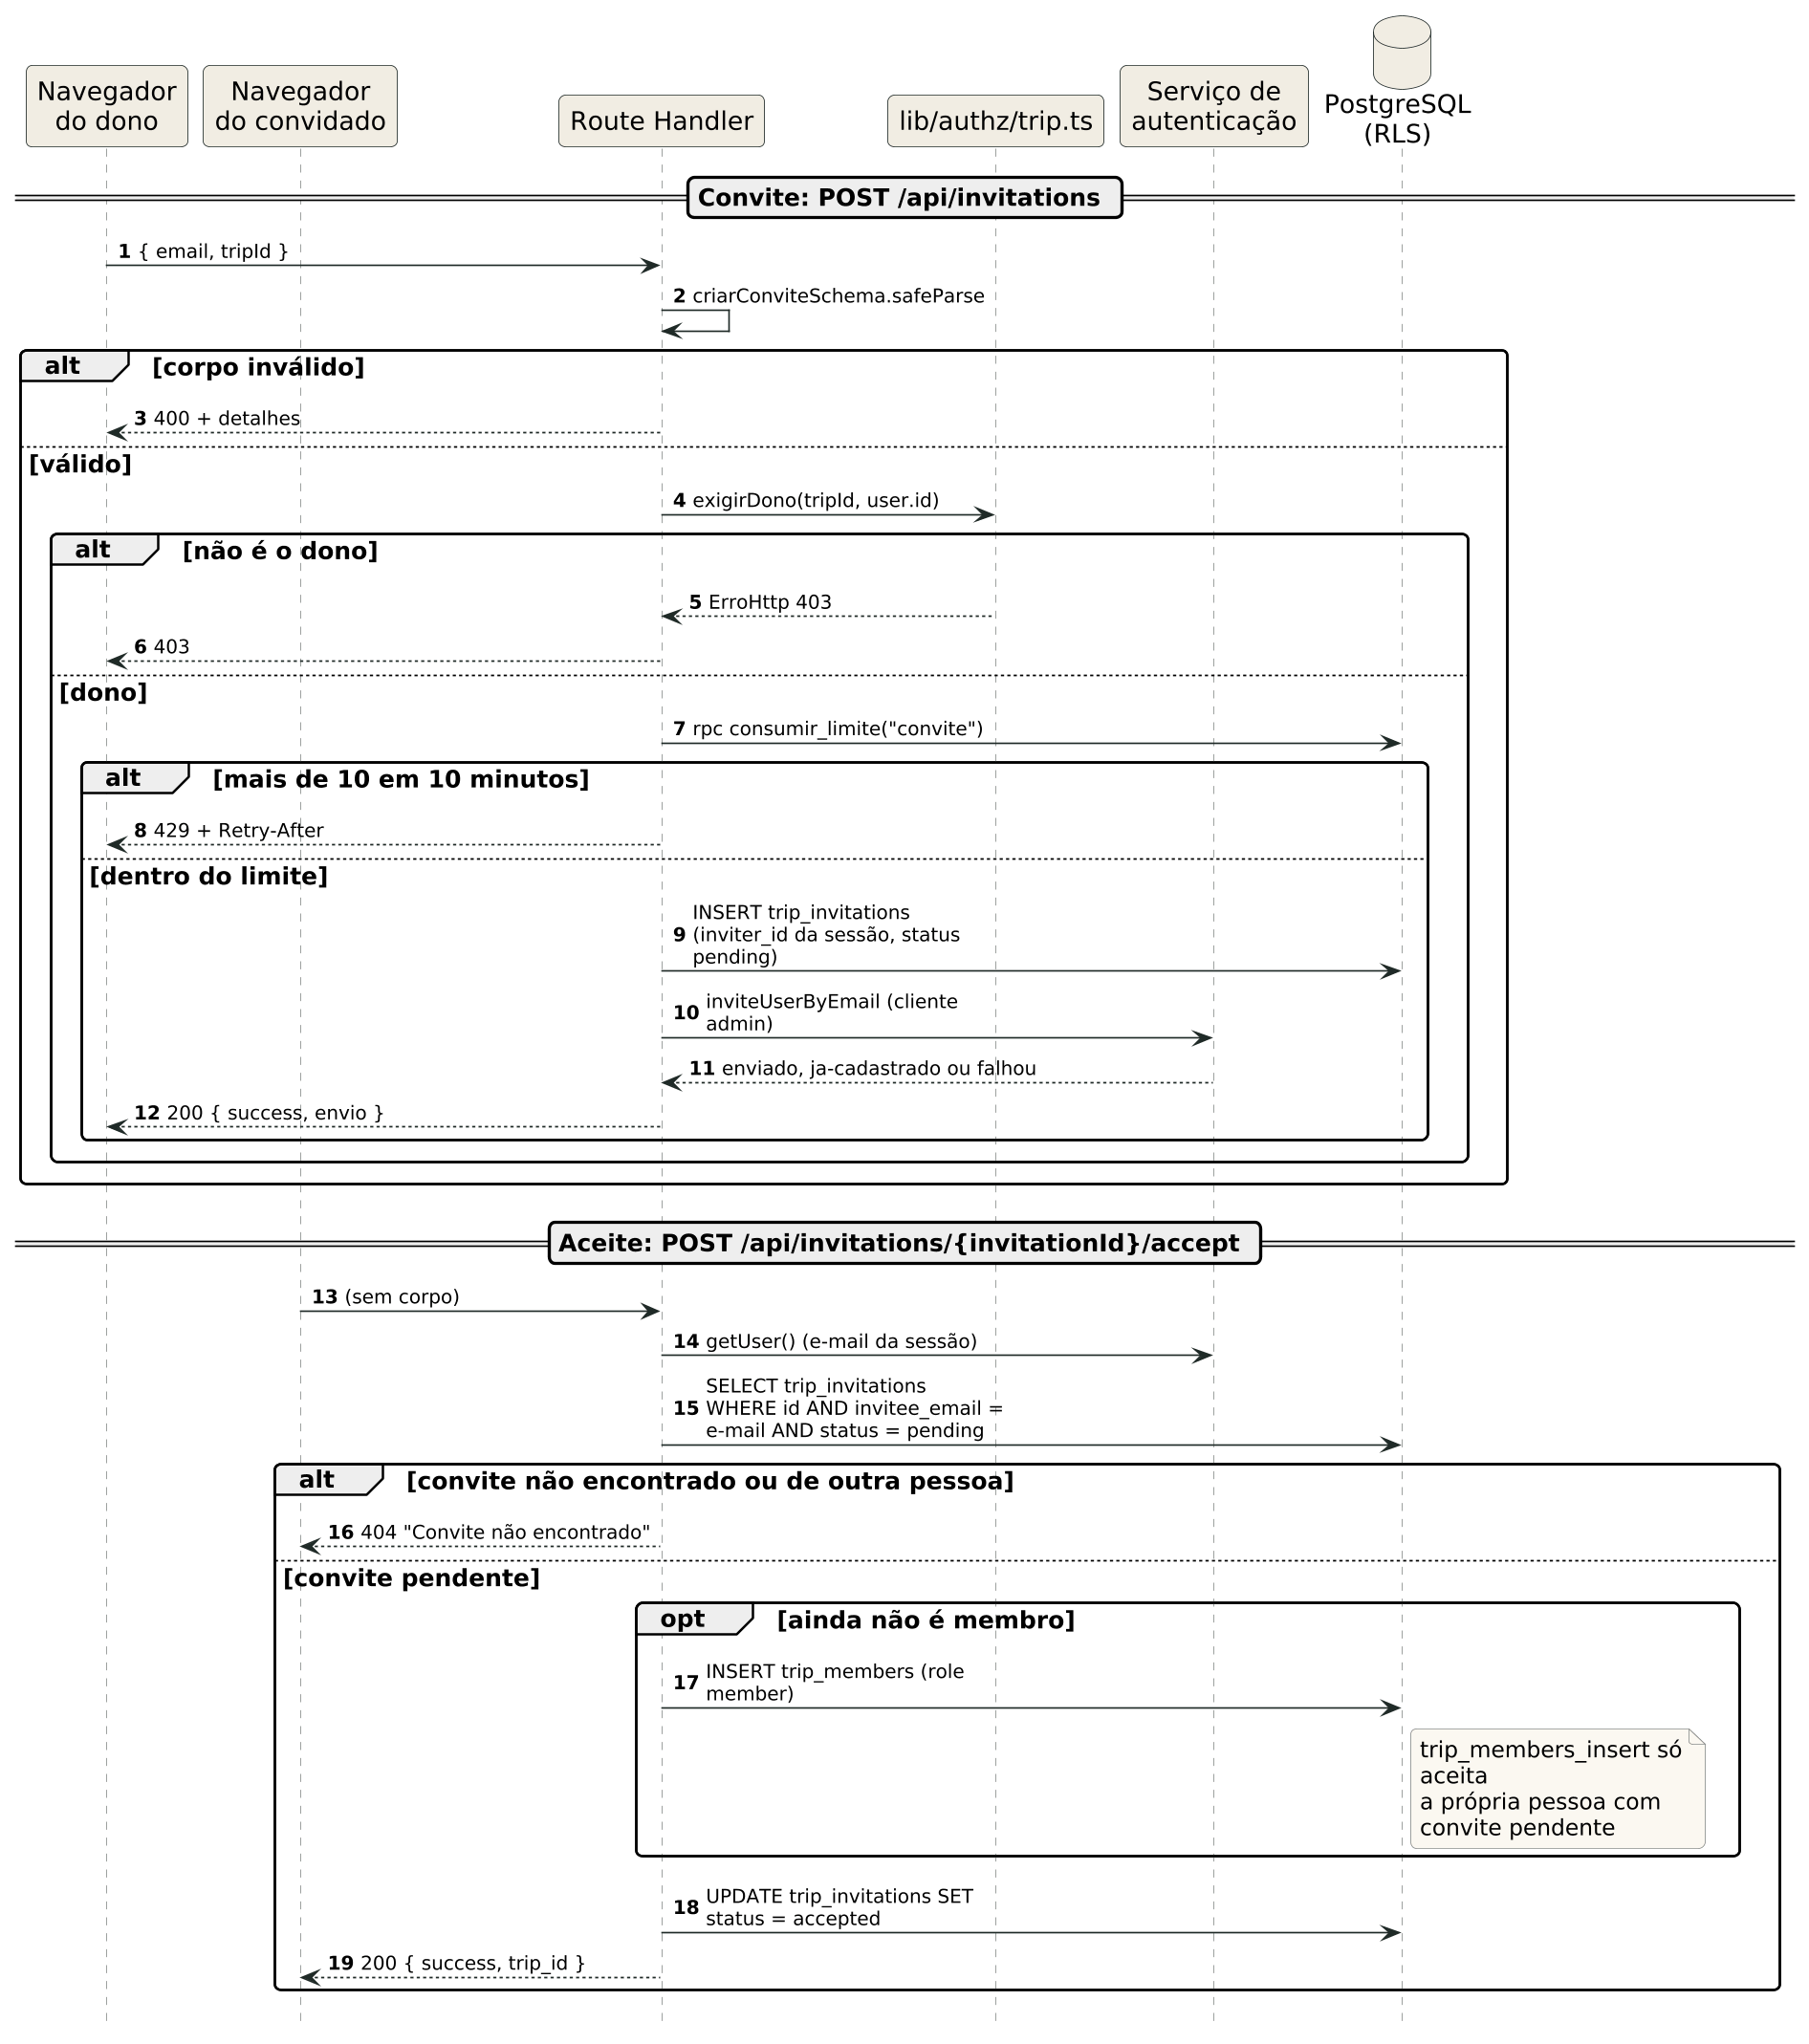 Navegador
do dono
Navegador
do convidado
Route Handler
lib/authz/trip.ts
Serviço de
autenticação
PostgreSQL
(RLS)
Convite: POST /api/invitations
1 { email, tripId }
2 criarConviteSchema.safeParse
alt [corpo inválido]
3 400 + detalhes
[válido]
4 exigirDono(tripId, user.id)
alt [não é o dono]
5 ErroHttp 403
6 403
[dono]
7 rpc consumir_limite("convite")
alt [mais de 10 em 10 minutos]
8 429 + Retry-After
[dentro do limite]
INSERT trip_invitations
9 (inviter_id da sessão, status
pending)
10 inviteUserByEmail (cliente
admin)
11 enviado, ja-cadastrado ou falhou
12 200 { success, envio }
Aceite: POST /api/invitations/{invitationId}/accept
13 (sem corpo)
14 getUser() (e-mail da sessão)
SELECT trip_invitations
15 WHERE id AND invitee_email =
e-mail AND status = pending
alt [convite não encontrado ou de outra pessoa]
16 404 "Convite não encontrado"
[convite pendente]
opt [ainda não é membro]
17 INSERT trip_members (role
member)
trip_members_insert só
aceita
a própria pessoa com
convite pendente
18 UPDATE trip_invitations SET
status = accepted
19 200 { success, trip_id }